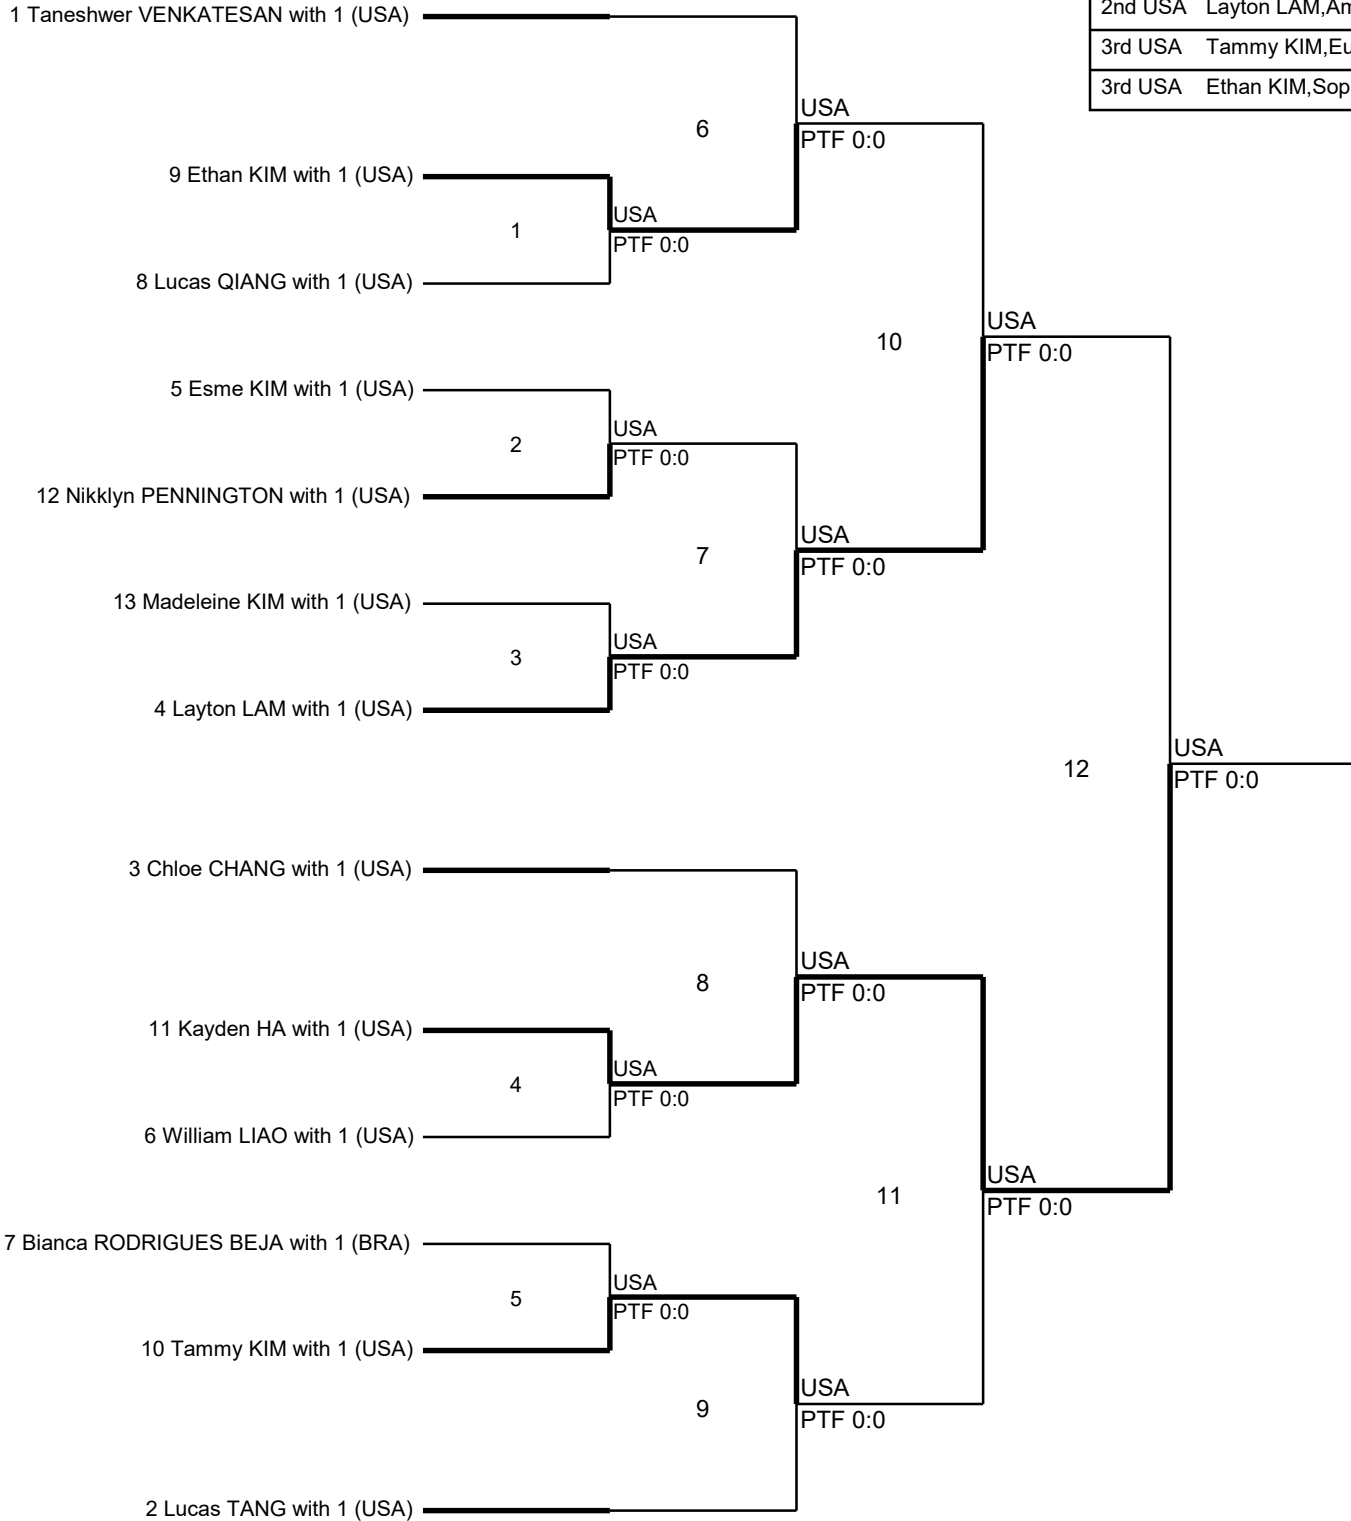 1 Taneshwer VENKATESAN with 1 (USA)
2nd USA Layton LAM,Am
3rd USA Tammy KIM,Eu
3rd USA Ethan KIM,Sop
USA
6
PTF 0:0
9 Ethan KIM with 1 (USA)
USA
1
PTF 0:0
8 Lucas QIANG with 1 (USA)
USA
10
PTF 0:0
5 Esme KIM with 1 (USA)
USA
2
PTF 0:0
12 Nikklyn PENNINGTON with 1 (USA)
USA
7
PTF 0:0
13 Madeleine KIM with 1 (USA)
USA
3
PTF 0:0
4 Layton LAM with 1 (USA)
USA
12
PTF 0:0
3 Chloe CHANG with 1 (USA)
USA
8
PTF 0:0
11 Kayden HA with 1 (USA)
USA
4
PTF 0:0
6 William LIAO with 1 (USA)
USA
11
PTF 0:0
7 Bianca RODRIGUES BEJA with 1 (BRA)
USA
5
PTF 0:0
10 Tammy KIM with 1 (USA)
USA
9
PTF 0:0
2 Lucas TANG with 1 (USA)